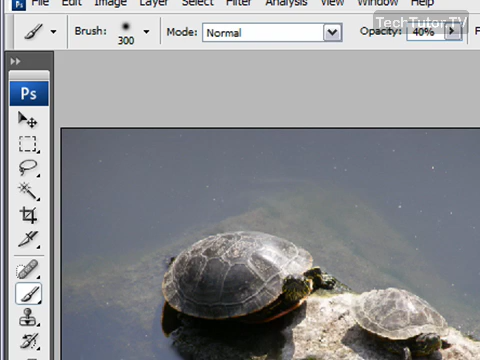 File Edit Image Layer Select Filter Analysis View Window Help
TechTutor.TV
Brush: 300 Mode: Normal Opacity: 40% F
Ps
Ps